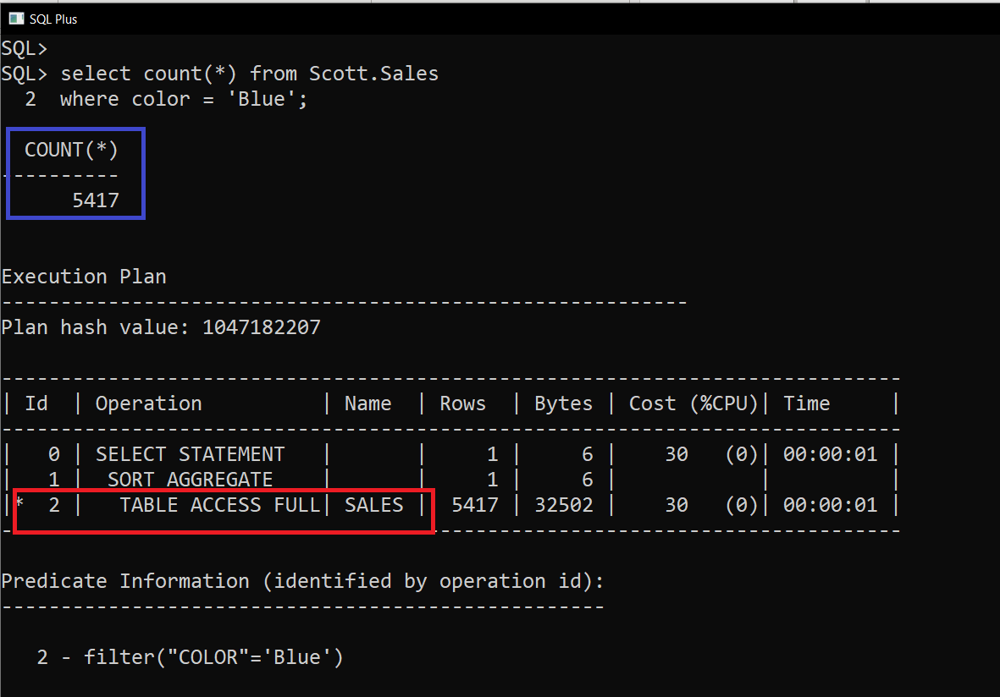 SQL Plus
SQL>
SQL> select count(*) from Scott.Sales
  2  where color = 'Blue';
  COUNT(*)
----------
      5417
Execution Plan
----------------------------------------------------------
Plan hash value: 1047182207
----------------------------------------------------------------------------
| Id  | Operation          | Name  | Rows  | Bytes | Cost (%CPU)| Time     |
----------------------------------------------------------------------------
|   0 | SELECT STATEMENT   |       |     1 |     6 |    30   (0)| 00:00:01 |
|   1 |  SORT AGGREGATE    |       |     1 |     6 |            |          |
|*  2 |   TABLE ACCESS FULL| SALES |  5417 | 32502 |    30   (0)| 00:00:01 |
----------------------------------------------------------------------------
Predicate Information (identified by operation id):
---------------------------------------------------
   2 - filter("COLOR"='Blue')